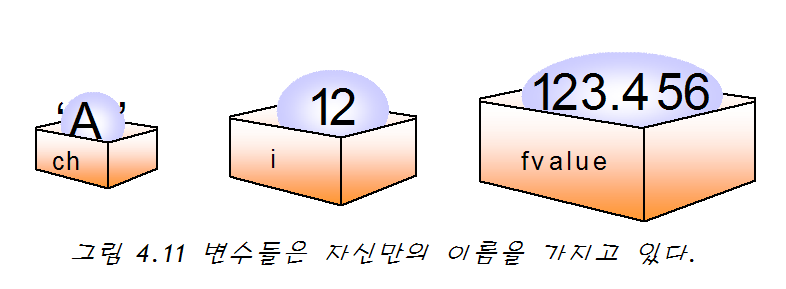 ‘A’
12
123.456
ch
i
fvalue
그림 4.11 변수들은 자신만의 이름을 가지고 있다.